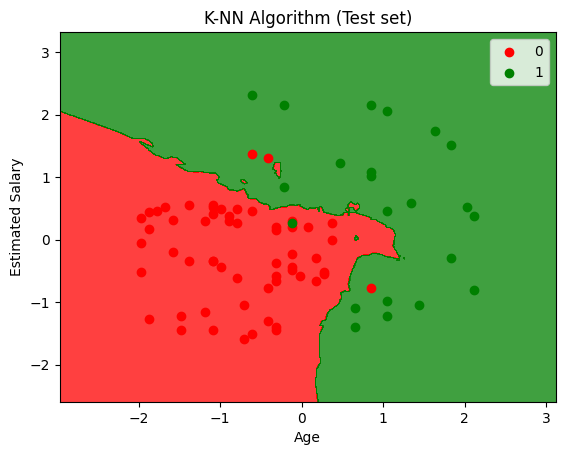 K-NN Algorithm (Test set)
0
1
3
2
1
0
−1
−2
Estimated Salary
−2 −1 0 1 2 3
Age